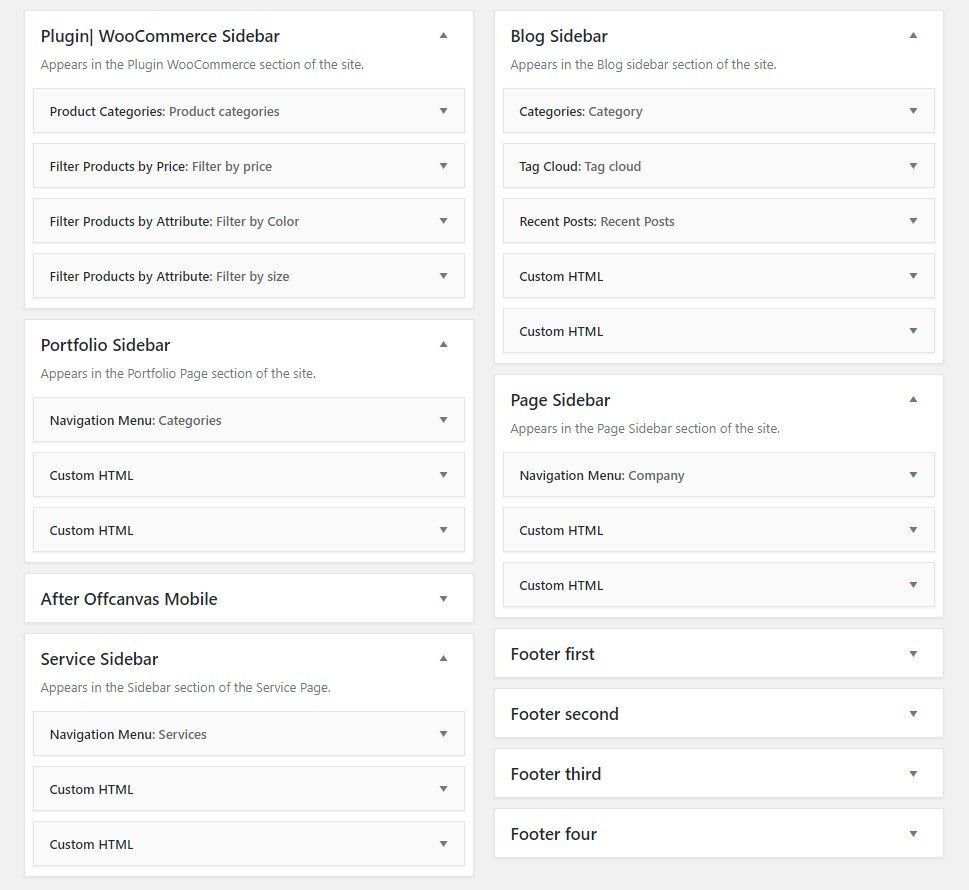 Plugin| WooCommerce Sidebar
Appears in the Plugin WooCommerce section of the site.
Product Categories: Product categories
Filter Products by Price: Filter by price
Filter Products by Attribute: Filter by Color
Filter Products by Attribute: Filter by size
Portfolio Sidebar
Appears in the Portfolio Page section of the site.
Navigation Menu: Categories
Custom HTML
Custom HTML
After Offcanvas Mobile
Service Sidebar
Appears in the Sidebar section of the Service Page.
Navigation Menu: Services
Custom HTML
Custom HTML
Blog Sidebar
Appears in the Blog sidebar section of the site.
Categories: Category
Tag Cloud: Tag cloud
Recent Posts: Recent Posts
Custom HTML
Custom HTML
Page Sidebar
Appears in the Page Sidebar section of the site.
Navigation Menu: Company
Custom HTML
Custom HTML
Footer first
Footer second
Footer third
Footer four